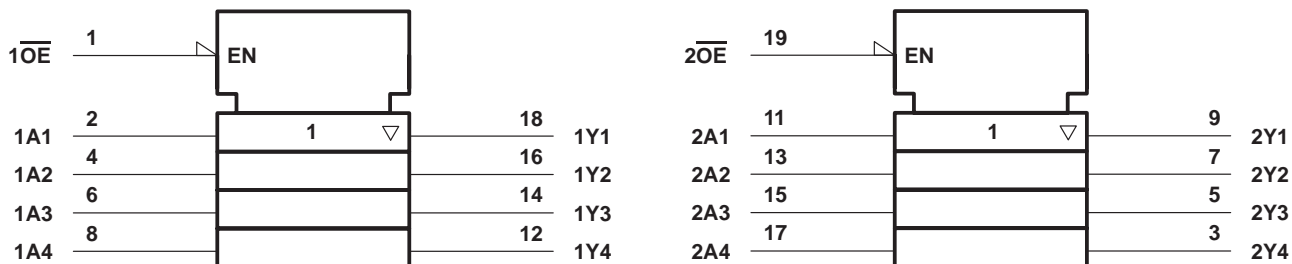 1O̅E̅ 1 EN
1A1 2 1 18 1Y1
1A2 4 16 1Y2
1A3 6 14 1Y3
1A4 8 12 1Y4
2O̅E̅ 19 EN
2A1 11 1 9 2Y1
2A2 13 7 2Y2
2A3 15 5 2Y3
2A4 17 3 2Y4